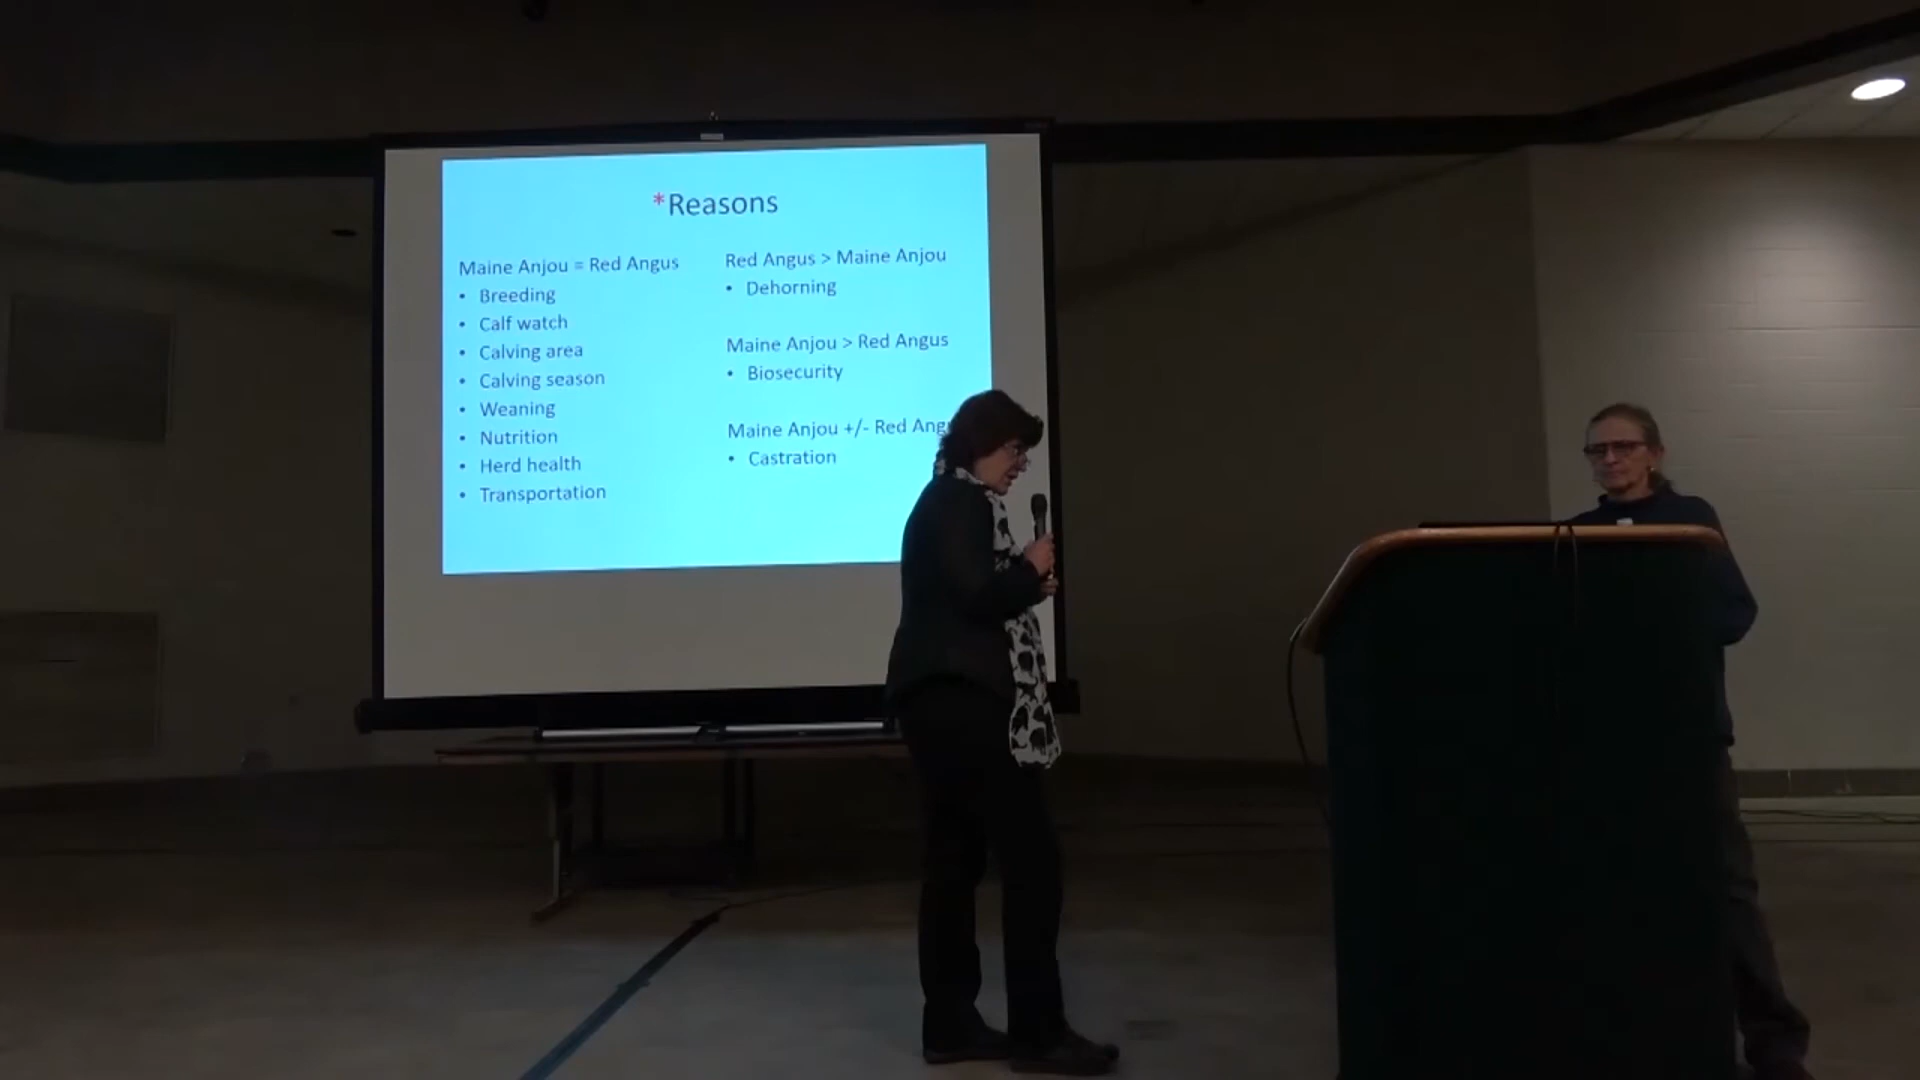 *Reasons
Maine Anjou = Red Angus
• Breeding
• Calf watch
• Calving area
• Calving season
• Weaning
• Nutrition
• Herd health
• Transportation
Red Angus > Maine Anjou
• Dehorning
Maine Anjou > Red Angus
• Biosecurity
Maine Anjou +/- Red Ang
• Castration